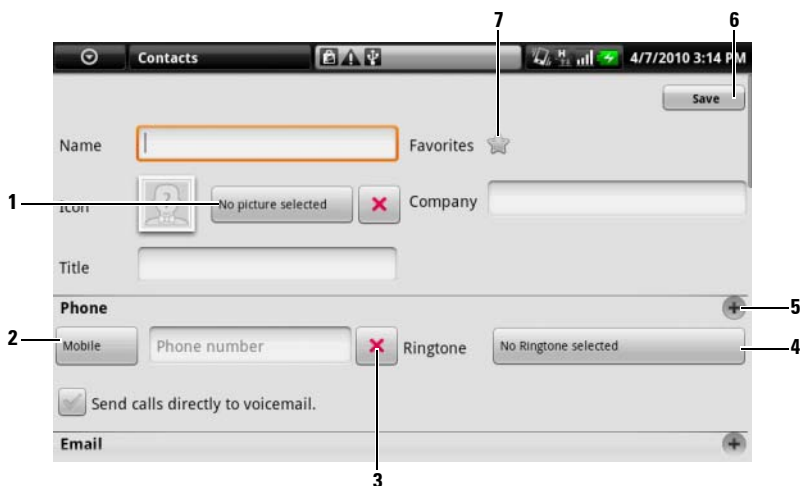 7 6
Contacts 4/7/2010 3:14 PM
Save
Name Favorites
1 Icon No picture selected Company
Title
Phone 5
2 Mobile Phone number Ringtone No Ringtone selected 4
Send calls directly to voicemail.
Email
3